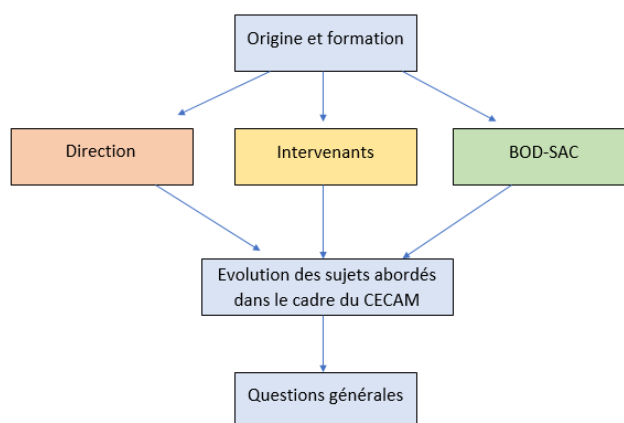 Origine et formation
Direction
Intervenants
BOD-SAC
Evolution des sujets abordés
dans le cadre du CECAM
Questions générales